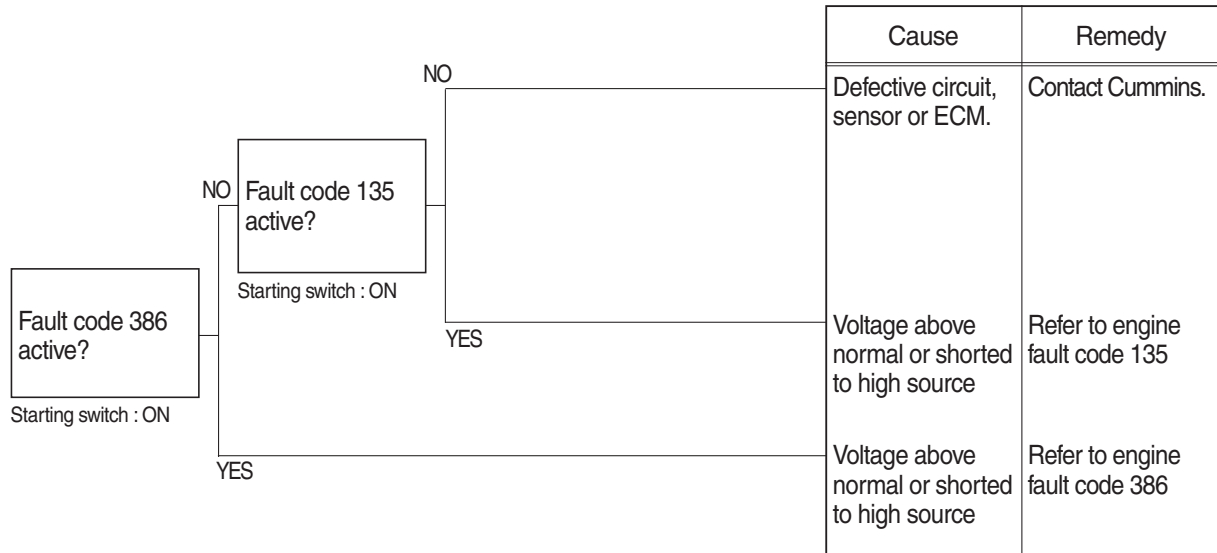 Cause
Remedy
NO
Defective circuit,
sensor or ECM.
Contact Cummins.
NO
Fault code 135
active?
Starting switch : ON
YES
Voltage above
normal or shorted
to high source
Refer to engine
fault code 135
Fault code 386
active?
Starting switch : ON
YES
Voltage above
normal or shorted
to high source
Refer to engine
fault code 386